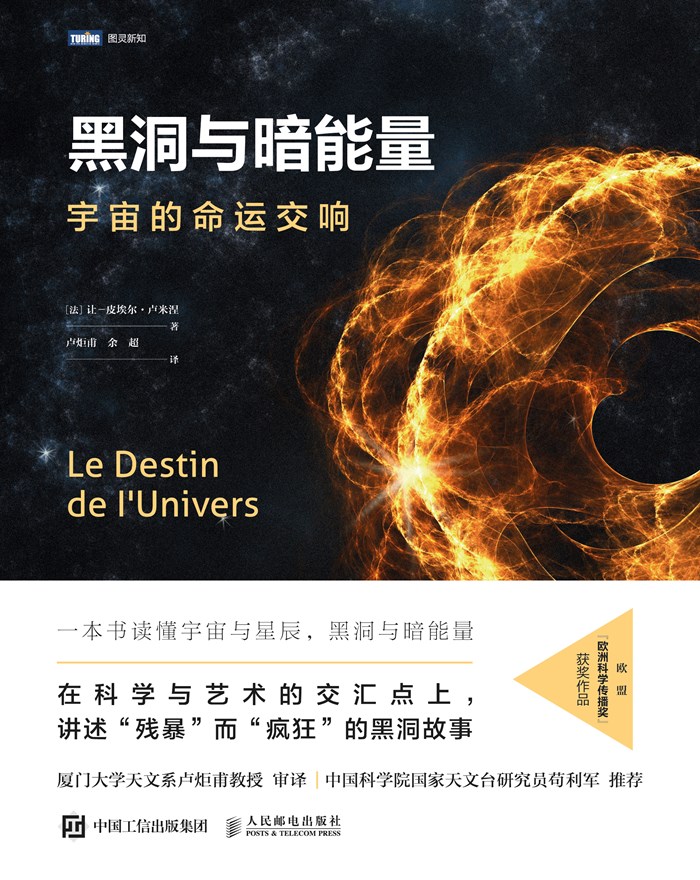 TURING 图灵新知
黑洞与暗能量
宇宙的命运交响
[法] 让-皮埃尔·卢米涅
著
卢炬甫 余 超
译
Le Destin
de l'Univers
一本书读懂宇宙与星辰，黑洞与暗能量
在科学与艺术的交汇点上，
讲述“残暴”而“疯狂”的黑洞故事
欧盟
『欧洲科学传播奖』
获奖作品
厦门大学天文系卢炬甫教授 审译｜中国科学院国家天文台研究员苟利军 推荐
中国工信出版集团 人民邮电出版社
POSTS & TELECOM PRESS